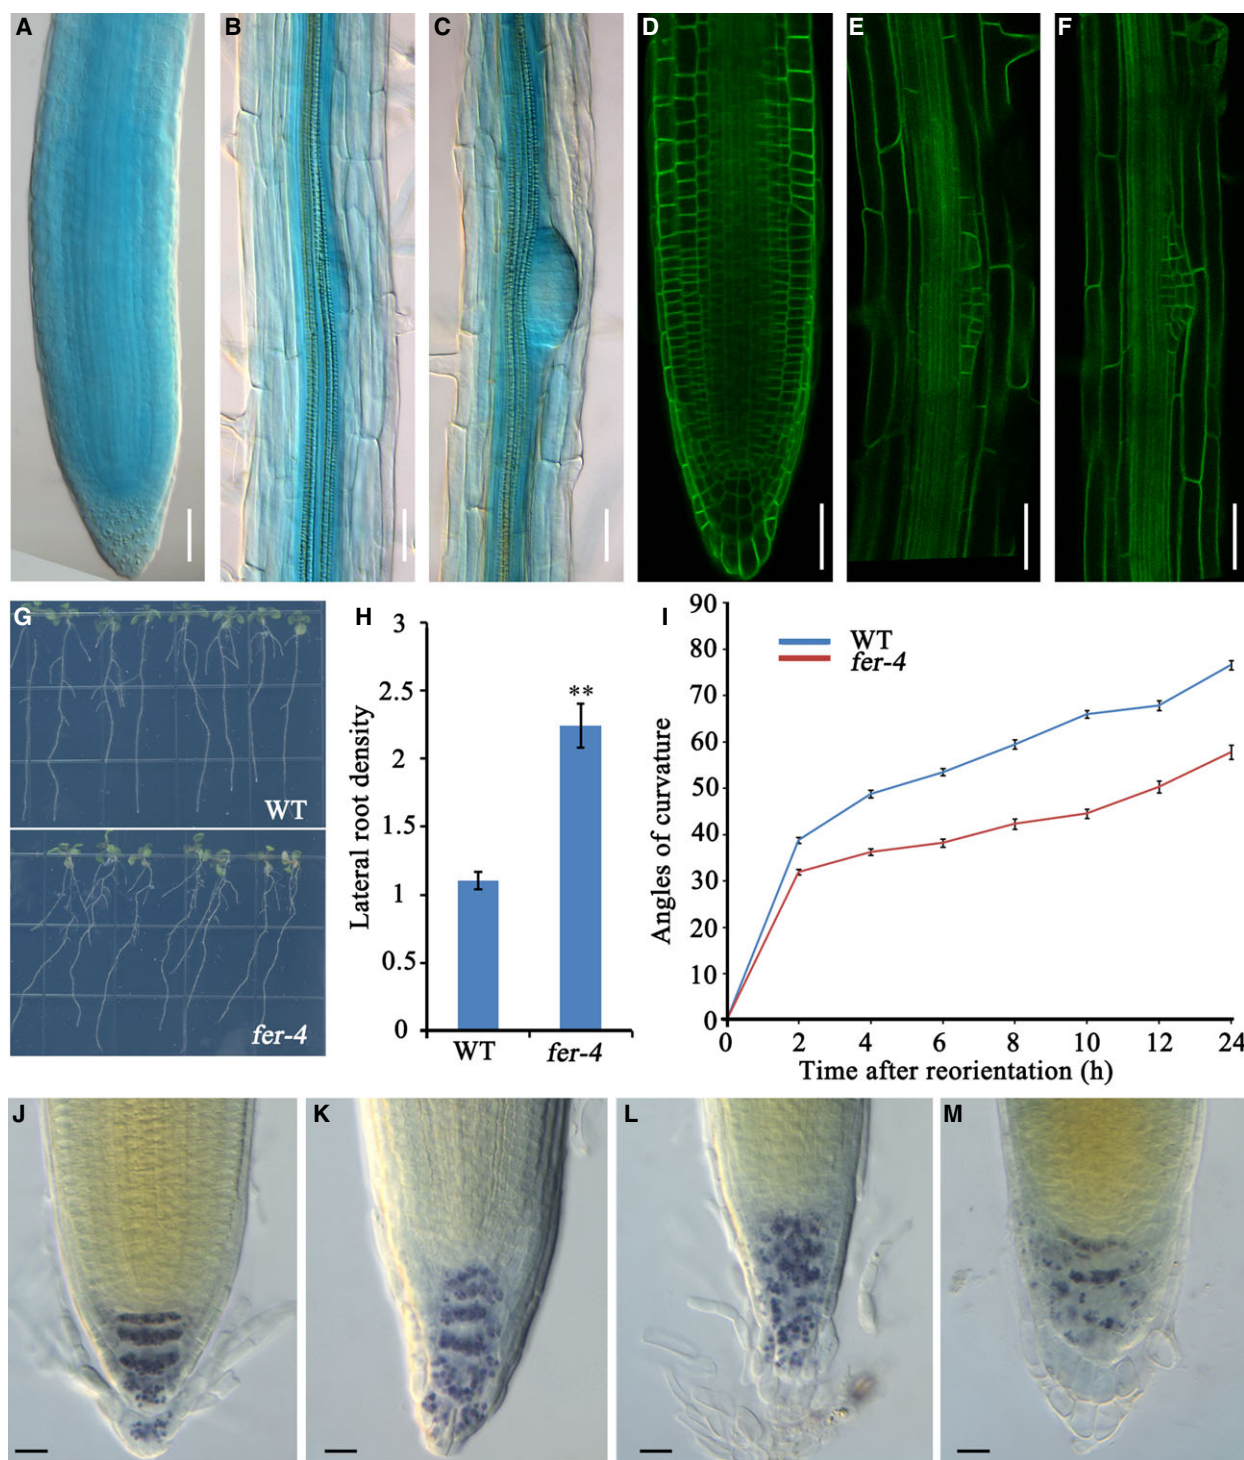 A
B
C
D
E
F
G
WT
fer-4
H
3
2.5
2
1.5
1
0.5
0
Lateral root density
**
WT
fer-4
I
90
80
70
60
50
40
30
20
10
0
Angles of curvature
WT
fer-4
0
2
4
6
8
10
12
24
Time after reorientation (h)
J
K
L
M